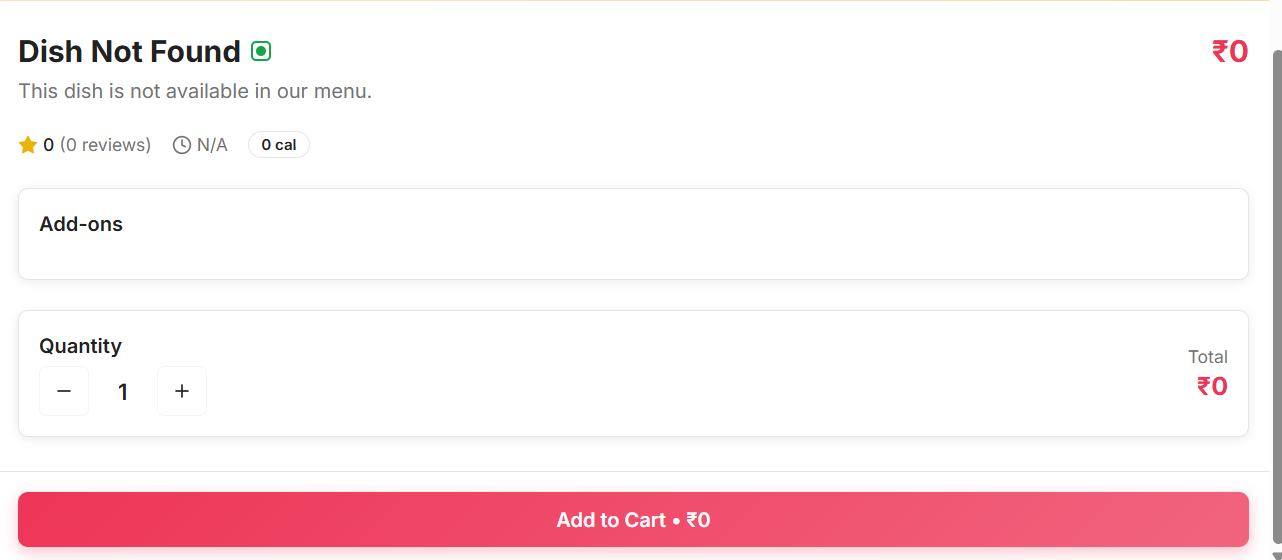 Dish Not Found
₹0
This dish is not available in our menu.
0 (0 reviews) N/A 0 cal
Add-ons
Quantity
Total
− 1 +
₹0
Add to Cart • ₹0